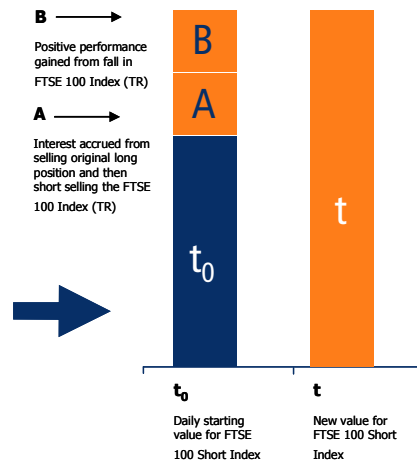 B
Positive performance
gained from fall in
FTSE 100 Index (TR)
A
Interest accrued from
selling original long
position and then
short selling the FTSE
100 Index (TR)
B
A
t0
t
t0
Daily starting
value for FTSE
100 Short Index
t
New value for
FTSE 100 Short
Index